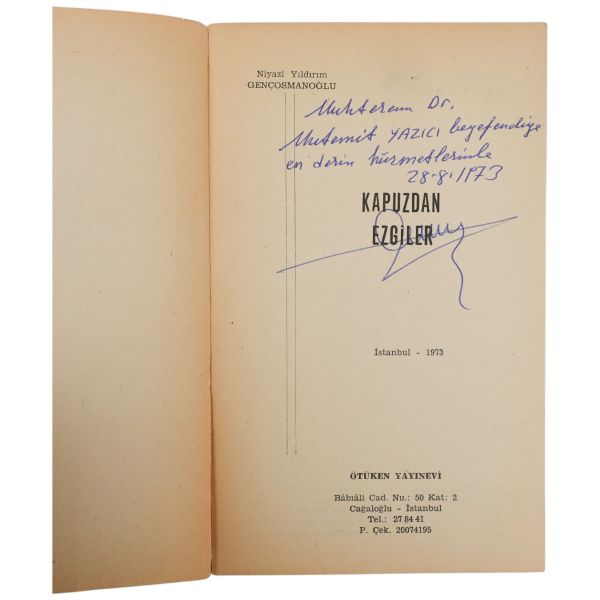 Niyazi Yıldırım
GENÇOSMANOĞLU
Muhterem Dr.
Mutemit YAZICI beyefendiye
en derin hürmetlerimle
28.8.1973
KAPUZDAN
EZGİLER
İstanbul - 1973
ÖTÜKEN YAYINEVİ
Bâbıâli Cad. Nu.: 50 Kat: 2
Cağaloğlu - İstanbul
Tel.: 27 84 41
P. Çek. 20074195